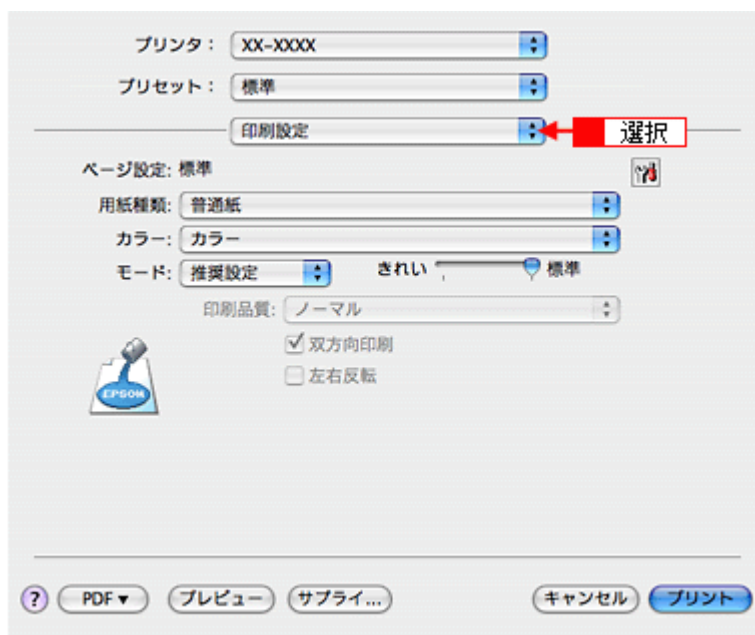 プリンタ： XX-XXXX
プリセット： 標準
印刷設定 選択
ページ設定: 標準
用紙種類: 普通紙
カラー: カラー
モード: 推奨設定 きれい 標準
印刷品質: ノーマル
双方向印刷
左右反転
EPSON
? PDF▼ プレビュー サプライ... キャンセル プリント